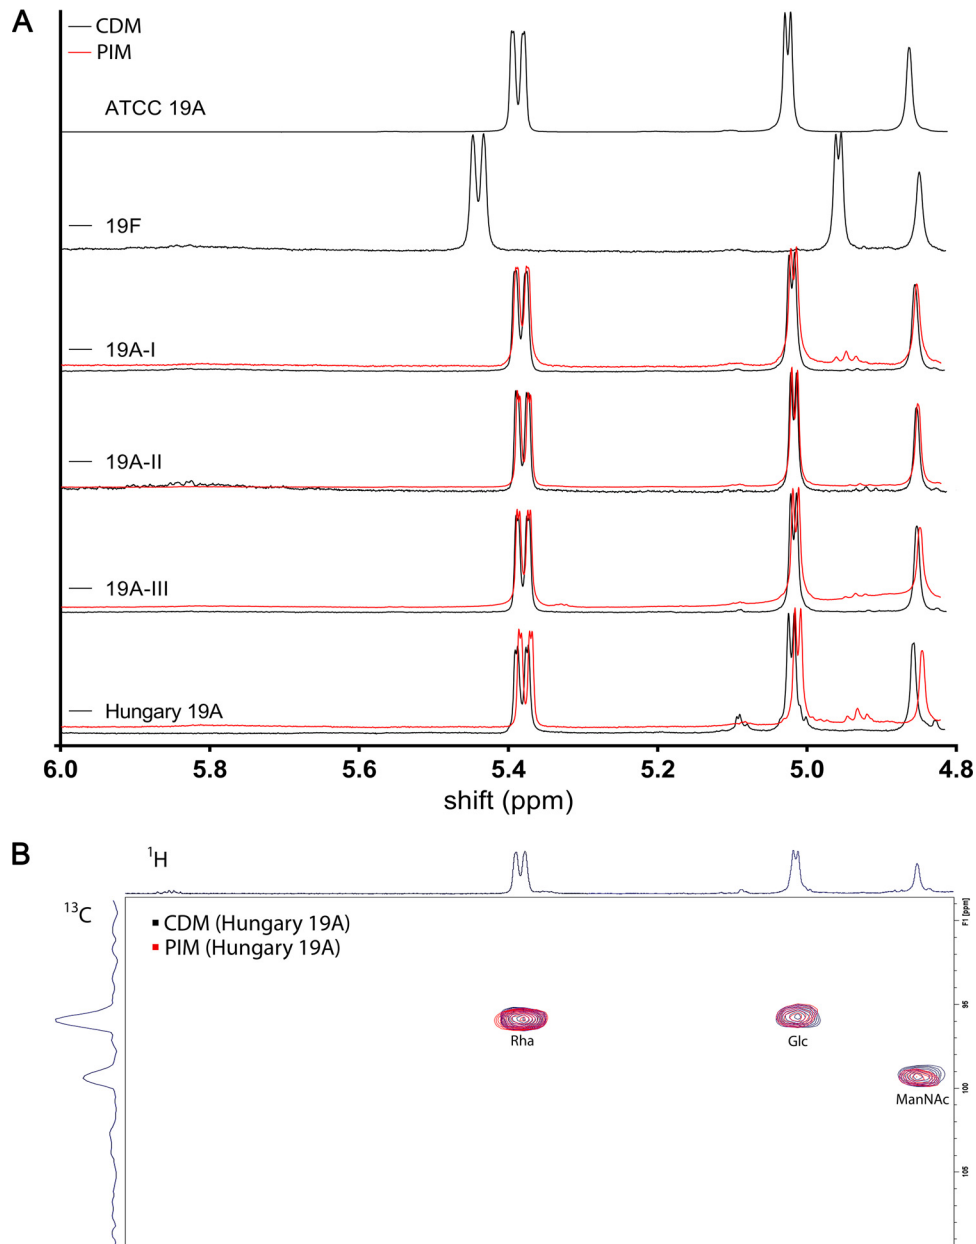 A
CDM
PIM
ATCC 19A
19F
19A-I
19A-II
19A-III
Hungary 19A
6.0 5.8 5.6 5.4 5.2 5.0 4.8
shift (ppm)
B
1H
13C
CDM (Hungary 19A)
PIM (Hungary 19A)
F1 [ppm]
95
Rha Glc
ManNAc
100
105